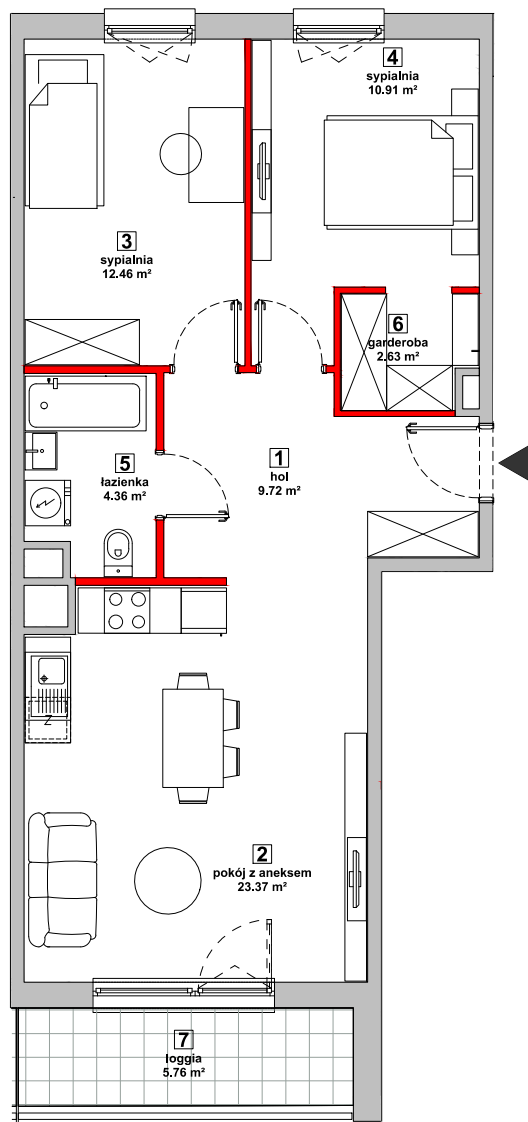 4
sypialnia
10.91 m²
3
sypialnia
12.46 m²
6
garderoba
2.63 m²
1
hol
9.72 m²
5
łazienka
4.36 m²
Z
2
pokój z aneksem
23.37 m²
7
loggia
5.76 m²